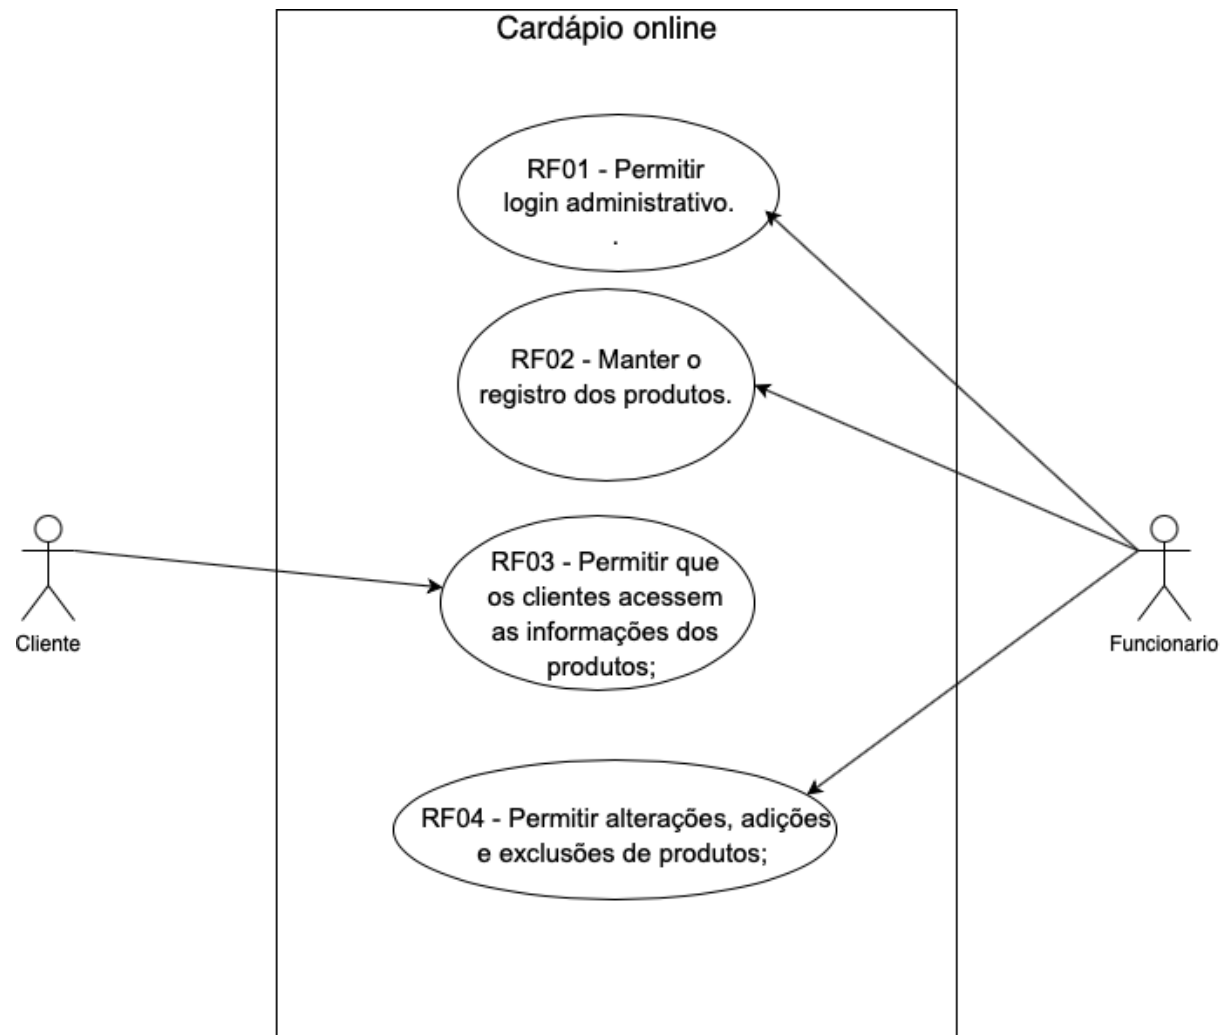 Cardápio online
RF01 - Permitir
login administrativo.
.
RF02 - Manter o
registro dos produtos.
RF03 - Permitir que
os clientes acessem
as informações dos
produtos;
Cliente
Funcionario
RF04 - Permitir alterações, adições
e exclusões de produtos;